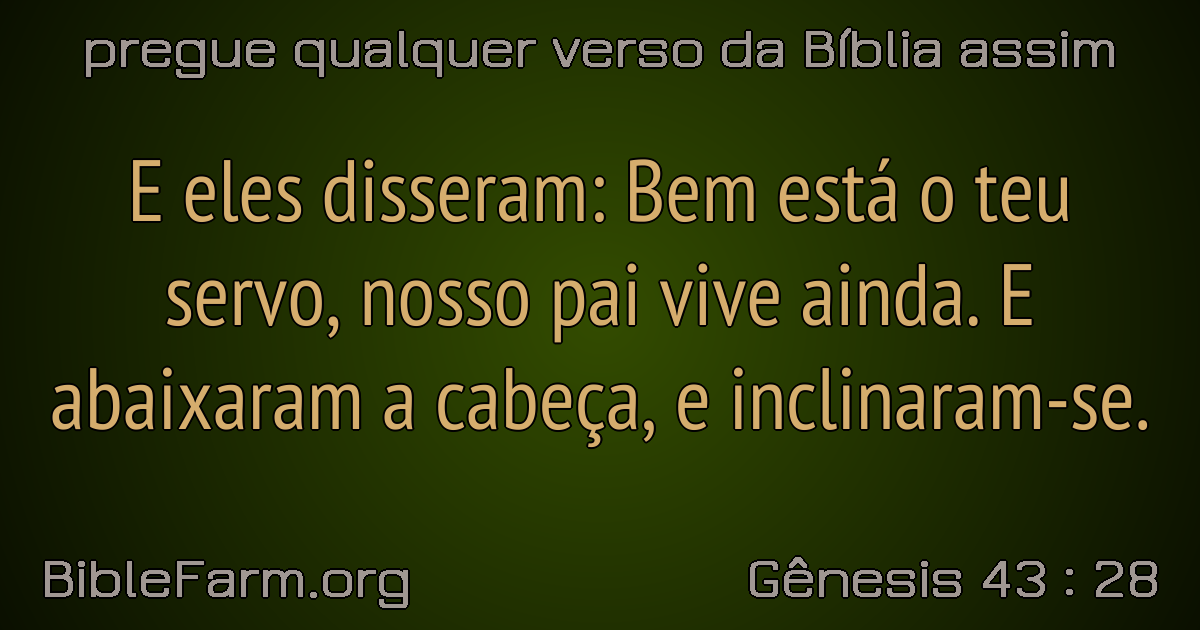 pregue qualquer verso da Bíblia assim
E eles disseram: Bem está o teu
servo, nosso pai vive ainda. E
abaixaram a cabeça, e inclinaram-se.
BibleFarm.org
Gênesis 43 : 28